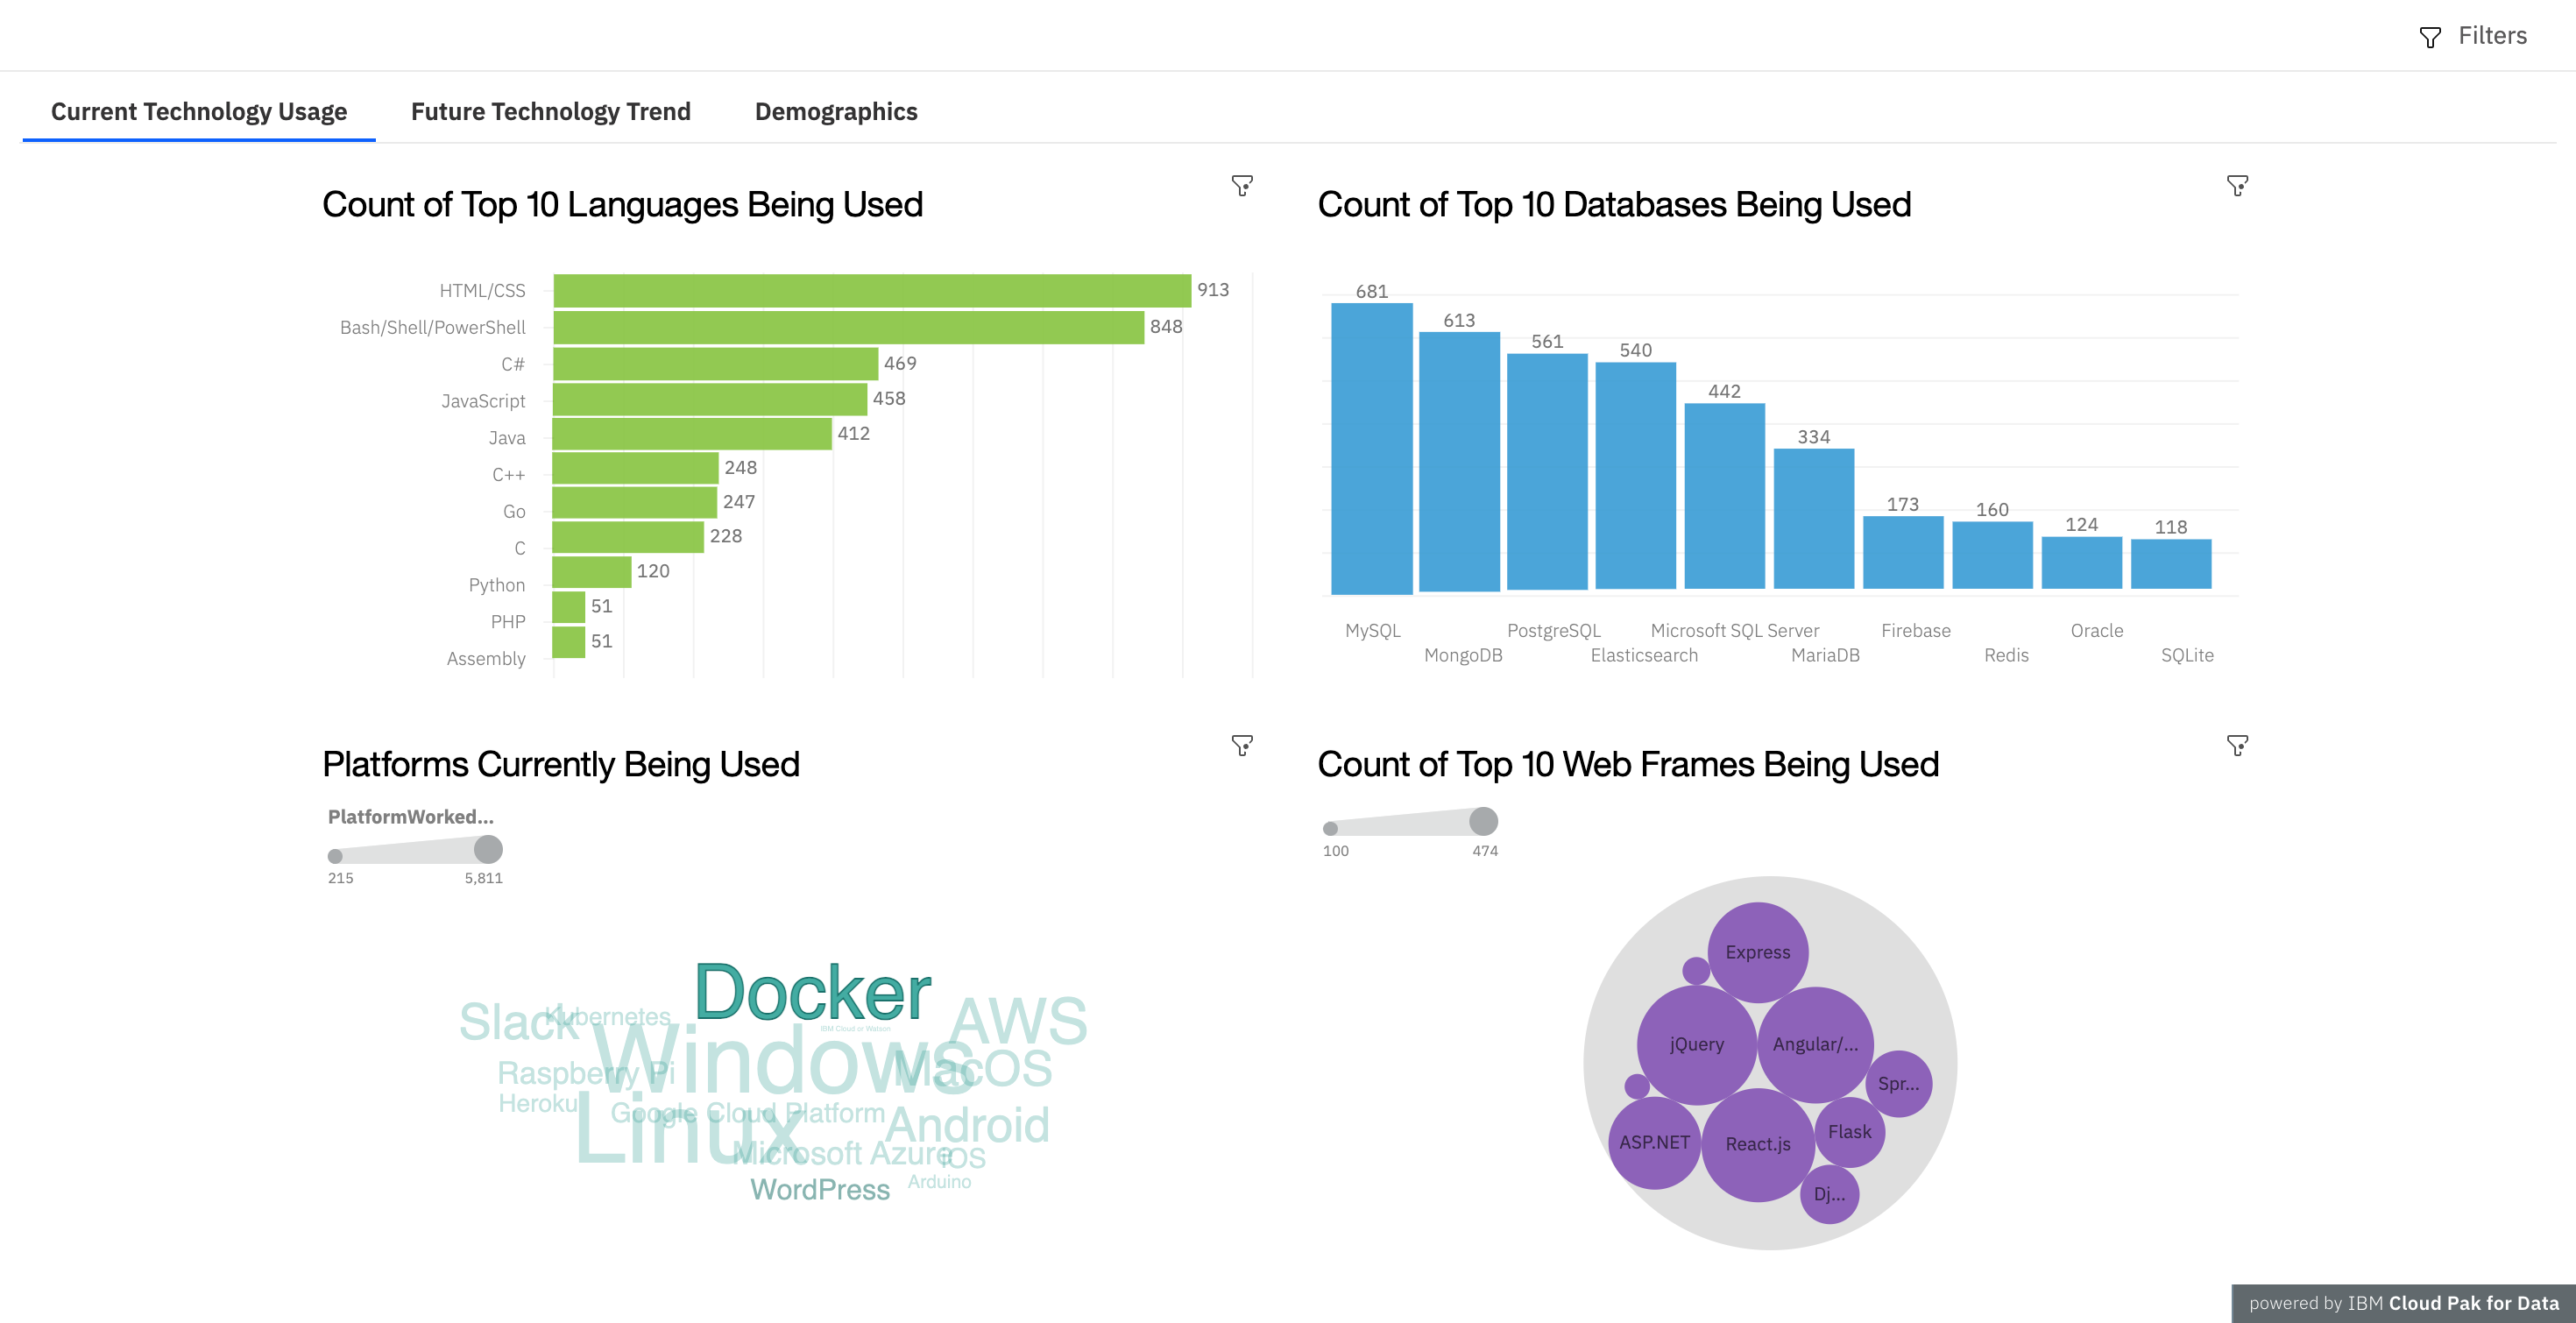 Filters
Current Technology Usage Future Technology Trend Demographics
Count of Top 10 Languages Being Used
HTML/CSS 913
Bash/Shell/PowerShell 848
C# 469
JavaScript 458
Java 412
C++ 248
Go 247
C 228
Python 120
PHP 51
Assembly 51
Count of Top 10 Databases Being Used
681
613
561
540
442
334
173
160
124
118
MySQL PostgreSQL Microsoft SQL Server Firebase Oracle
MongoDB Elasticsearch MariaDB Redis SQLite
Platforms Currently Being Used
PlatformWorked...
215 5,811
Docker
Slack
Kubernetes
AWS
IBM Cloud or Watson
Windows
MacOS
Raspberry Pi
Heroku
Google Cloud Platform
Linux
Android
Microsoft Azure
iOS
WordPress
Arduino
Count of Top 10 Web Frames Being Used
100 474
Express
jQuery
Angular/...
Spr...
Flask
ASP.NET
React.js
Dj...
powered by IBM Cloud Pak for Data